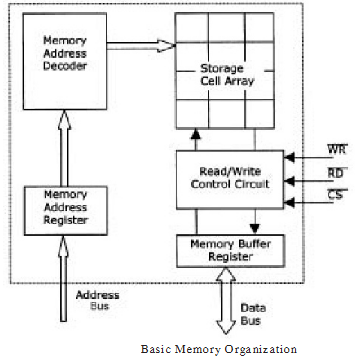 Memory
Address
Decoder
Storage
Cell Array
Read/Write
Control Circuit
WR
RD
CS
Memory
Address
Register
Memory Buffer
Register
Address
Bus
Data
Bus
Basic Memory Organization